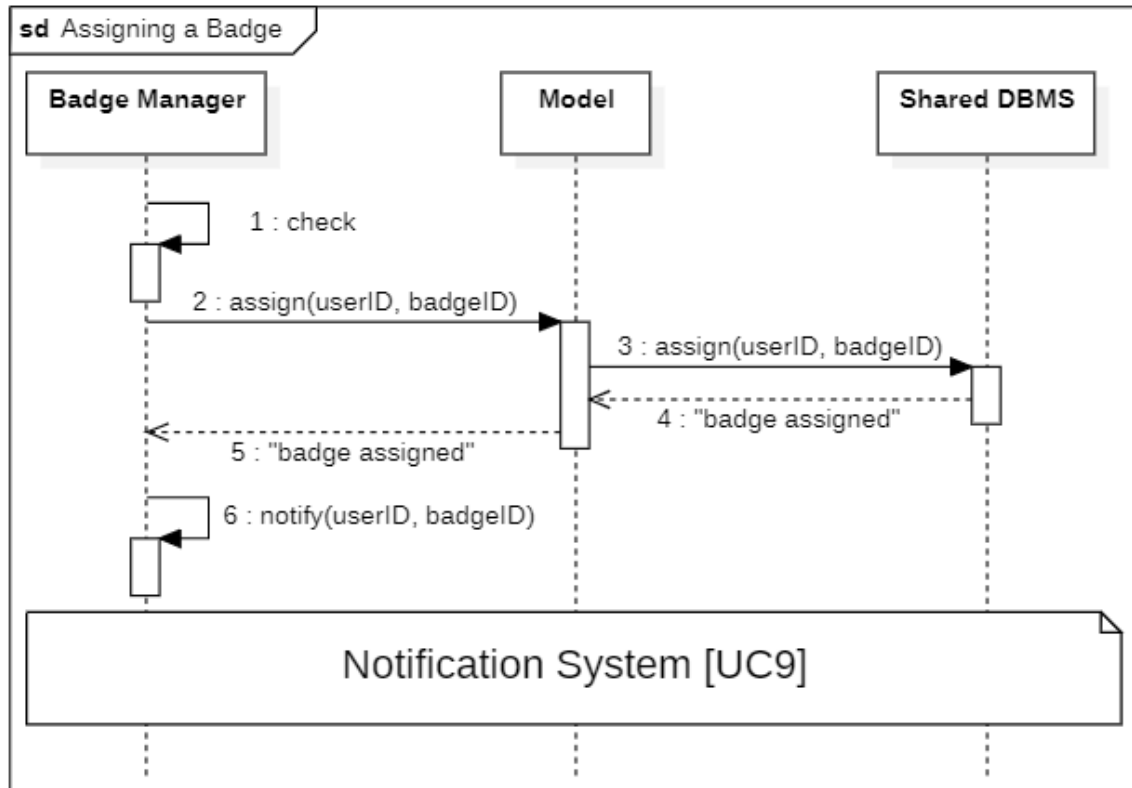 sd Assigning a Badge
Badge Manager
Model
Shared DBMS
1 : check
2 : assign(userID, badgeID)
3 : assign(userID, badgeID)
4 : "badge assigned"
5 : "badge assigned"
6 : notify(userID, badgeID)
Notification System [UC9]